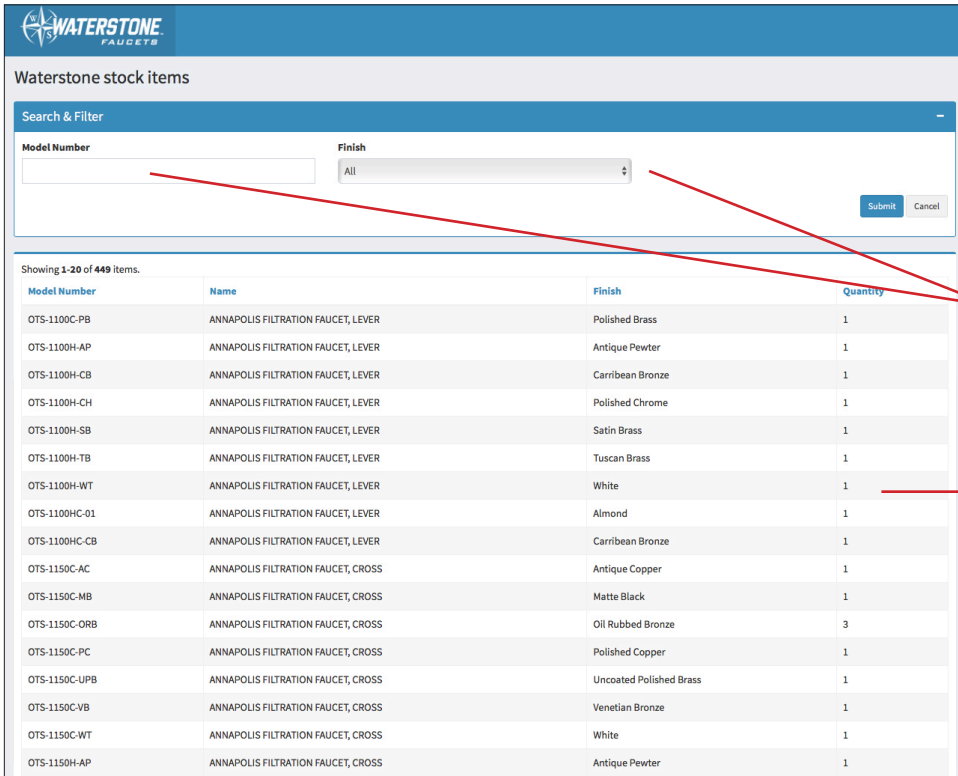 W
S
WATERSTONE
FAUCETS
Waterstone stock items
Search & Filter −
Model Number Finish
All
Submit Cancel
Showing 1-20 of 449 items.
Model Number Name Finish Quantity
OTS-1100C-PB ANNAPOLIS FILTRATION FAUCET, LEVER Polished Brass 1
OTS-1100H-AP ANNAPOLIS FILTRATION FAUCET, LEVER Antique Pewter 1
OTS-1100H-CB ANNAPOLIS FILTRATION FAUCET, LEVER Carribean Bronze 1
OTS-1100H-CH ANNAPOLIS FILTRATION FAUCET, LEVER Polished Chrome 1
OTS-1100H-SB ANNAPOLIS FILTRATION FAUCET, LEVER Satin Brass 1
OTS-1100H-TB ANNAPOLIS FILTRATION FAUCET, LEVER Tuscan Brass 1
OTS-1100H-WT ANNAPOLIS FILTRATION FAUCET, LEVER White 1
OTS-1100HC-01 ANNAPOLIS FILTRATION FAUCET, LEVER Almond 1
OTS-1100HC-CB ANNAPOLIS FILTRATION FAUCET, LEVER Carribean Bronze 1
OTS-1150C-AC ANNAPOLIS FILTRATION FAUCET, CROSS Antique Copper 1
OTS-1150C-MB ANNAPOLIS FILTRATION FAUCET, CROSS Matte Black 1
OTS-1150C-ORB ANNAPOLIS FILTRATION FAUCET, CROSS Oil Rubbed Bronze 3
OTS-1150C-PC ANNAPOLIS FILTRATION FAUCET, CROSS Polished Copper 1
OTS-1150C-UPB ANNAPOLIS FILTRATION FAUCET, CROSS Uncoated Polished Brass 1
OTS-1150C-VB ANNAPOLIS FILTRATION FAUCET, CROSS Venetian Bronze 1
OTS-1150C-WT ANNAPOLIS FILTRATION FAUCET, CROSS White 1
OTS-1150H-AP ANNAPOLIS FILTRATION FAUCET, CROSS Antique Pewter 1